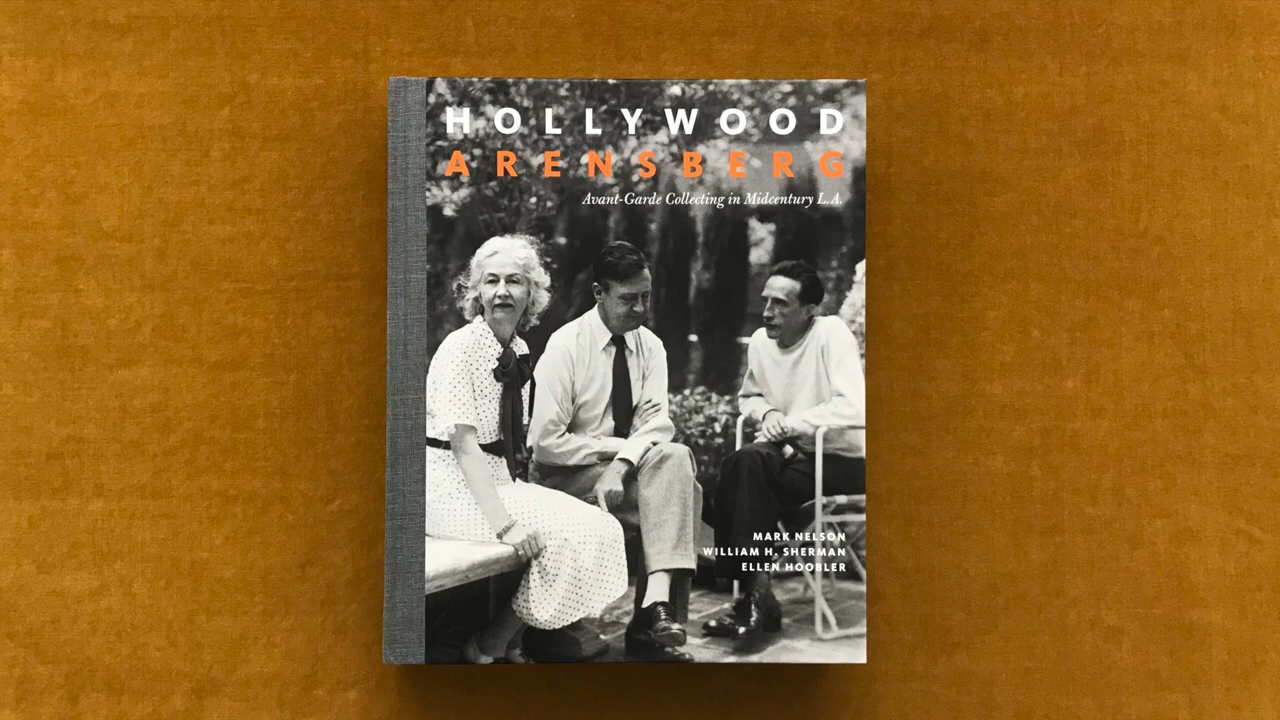 HOLLYWOOD
ARENSBERG
Avant-Garde Collecting in Midcentury L.A.
MARK NELSON
WILLIAM H. SHERMAN
ELLEN HOOBLER